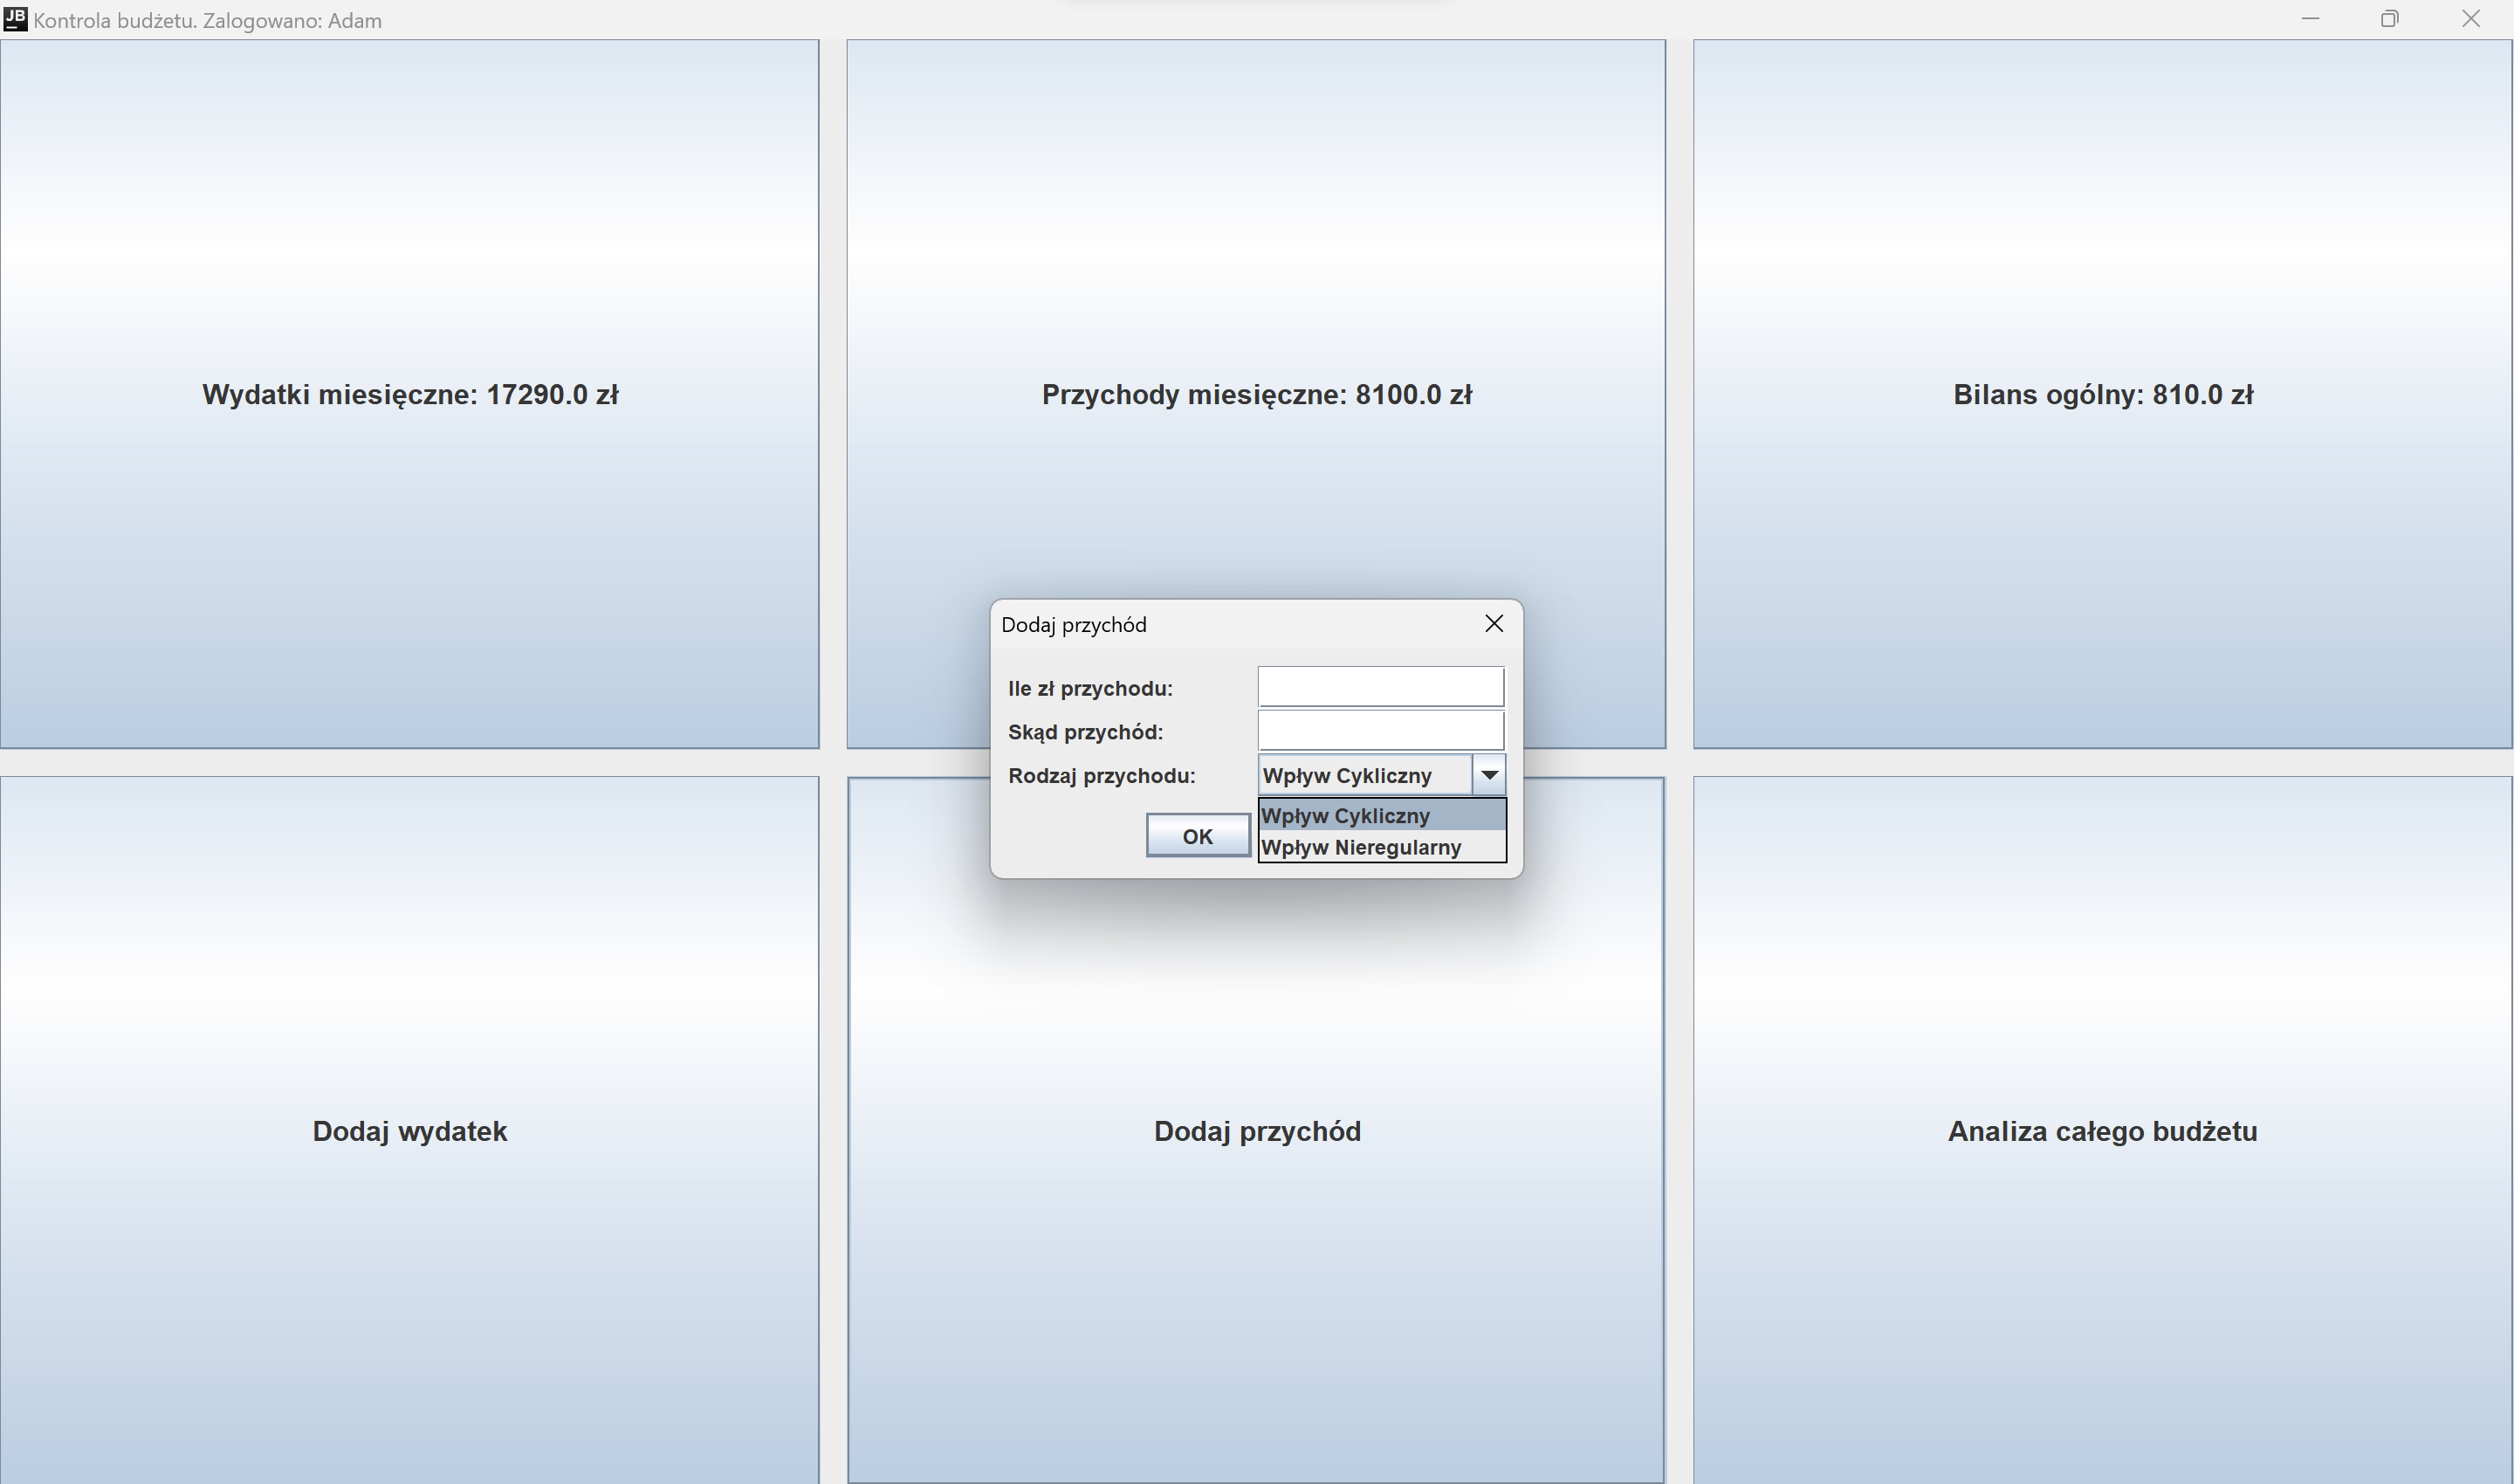 JB Kontrola budżetu. Zalogowano: Adam
Wydatki miesięczne: 17290.0 zł
Przychody miesięczne: 8100.0 zł
Bilans ogólny: 810.0 zł
Dodaj przychód
Ile zł przychodu:
Skąd przychód:
Rodzaj przychodu: Wpływ Cykliczny
Wpływ Cykliczny
OK
Wpływ Nieregularny
Dodaj wydatek
Dodaj przychód
Analiza całego budżetu